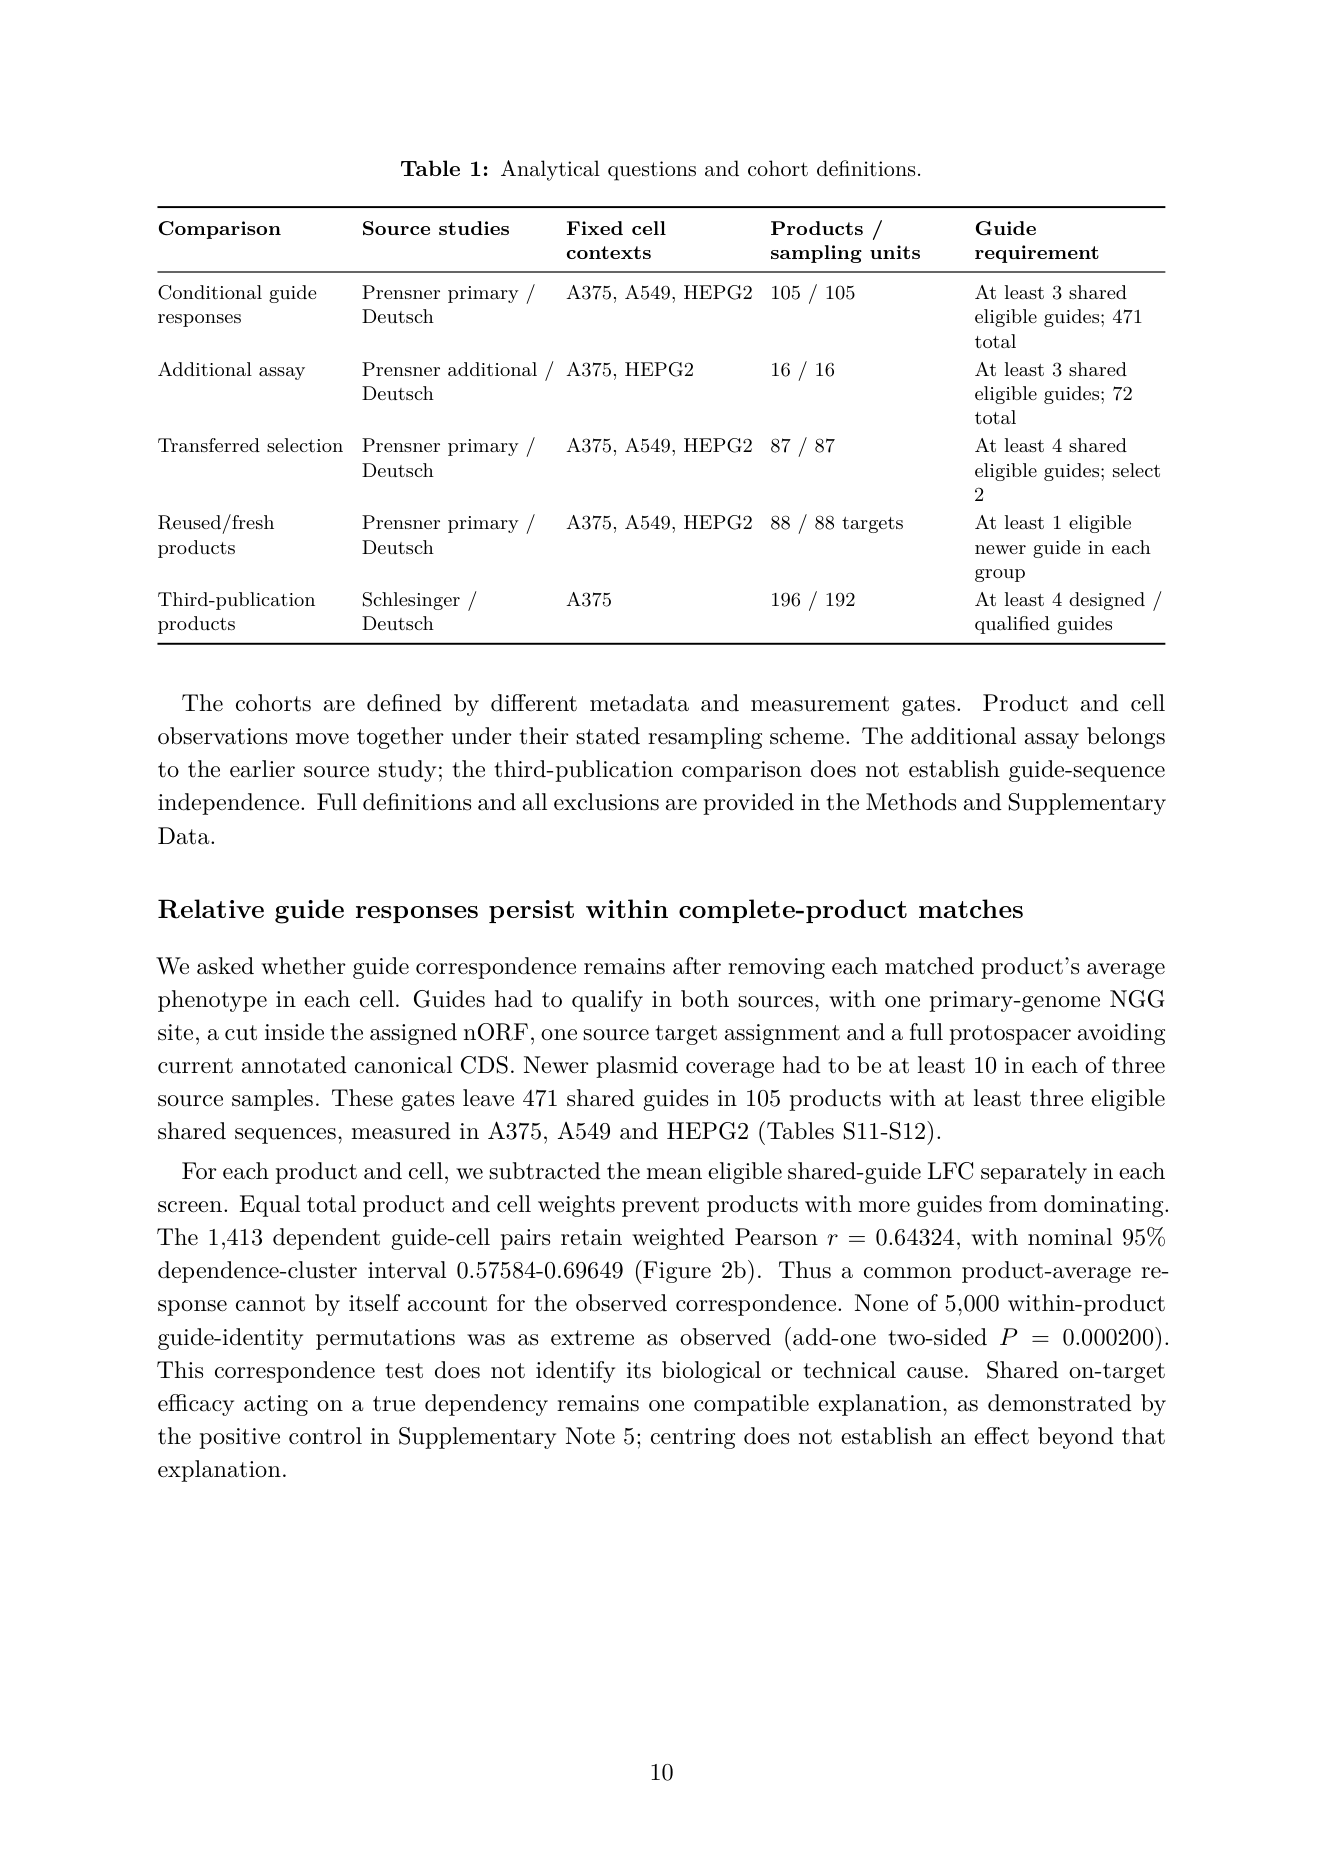 Table 1: Analytical questions and cohort definitions.
Comparison Source studies Fixed cell contexts Products / sampling units Guide requirement
Conditional guide responses Prensner primary / Deutsch A375, A549, HEPG2 105 / 105 At least 3 shared eligible guides; 471 total
Additional assay Prensner additional / Deutsch A375, HEPG2 16 / 16 At least 3 shared eligible guides; 72 total
Transferred selection Prensner primary / Deutsch A375, A549, HEPG2 87 / 87 At least 4 shared eligible guides; select 2
Reused/fresh products Prensner primary / Deutsch A375, A549, HEPG2 88 / 88 targets At least 1 eligible newer guide in each group
Third-publication products Schlesinger / Deutsch A375 196 / 192 At least 4 designed / qualified guides
The cohorts are defined by different metadata and measurement gates. Product and cell
observations move together under their stated resampling scheme. The additional assay belongs
to the earlier source study; the third-publication comparison does not establish guide-sequence
independence. Full definitions and all exclusions are provided in the Methods and Supplementary
Data.
Relative guide responses persist within complete-product matches
We asked whether guide correspondence remains after removing each matched product's average
phenotype in each cell. Guides had to qualify in both sources, with one primary-genome NGG
site, a cut inside the assigned nORF, one source target assignment and a full protospacer avoiding
current annotated canonical CDS. Newer plasmid coverage had to be at least 10 in each of three
source samples. These gates leave 471 shared guides in 105 products with at least three eligible
shared sequences, measured in A375, A549 and HEPG2 (Tables S11-S12).
For each product and cell, we subtracted the mean eligible shared-guide LFC separately in each
screen. Equal total product and cell weights prevent products with more guides from dominating.
The 1,413 dependent guide-cell pairs retain weighted Pearson r = 0.64324, with nominal 95%
dependence-cluster interval 0.57584-0.69649 (Figure 2b). Thus a common product-average re-
sponse cannot by itself account for the observed correspondence. None of 5,000 within-product
guide-identity permutations was as extreme as observed (add-one two-sided P = 0.000200).
This correspondence test does not identify its biological or technical cause. Shared on-target
efficacy acting on a true dependency remains one compatible explanation, as demonstrated by
the positive control in Supplementary Note 5; centring does not establish an effect beyond that
explanation.
10